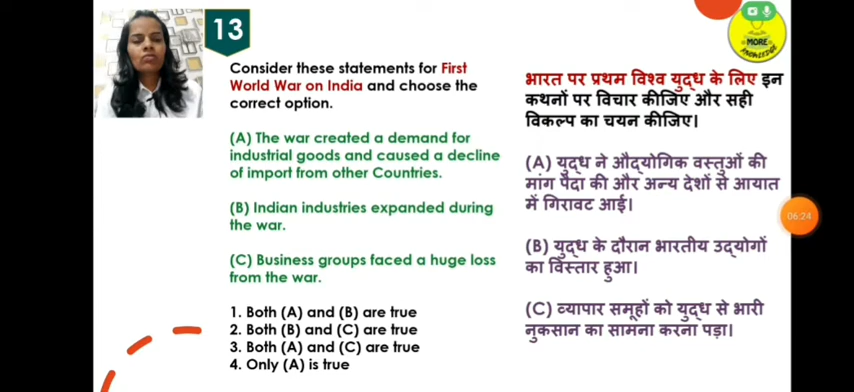 13
MORE
KNOWLEDGE
Consider these statements for First
World War on India and choose the
correct option.
(A) The war created a demand for
industrial goods and caused a decline
of import from other Countries.
(B) Indian industries expanded during
the war.
(C) Business groups faced a huge loss
from the war.
1. Both (A) and (B) are true
2. Both (B) and (C) are true
3. Both (A) and (C) are true
4. Only (A) is true
भारत पर प्रथम विश्व युद्ध के लिए इन
कथनों पर विचार कीजिए और सही
विकल्प का चयन कीजिए।
(A) युद्ध ने औद्योगिक वस्तुओं की
मांग पैदा की और अन्य देशों से आयात
में गिरावट आई।
(B) युद्ध के दौरान भारतीय उद्योगों
का विस्तार हुआ।
(C) व्यापार समूहों को युद्ध से भारी
नुकसान का सामना करना पड़ा।
06:24